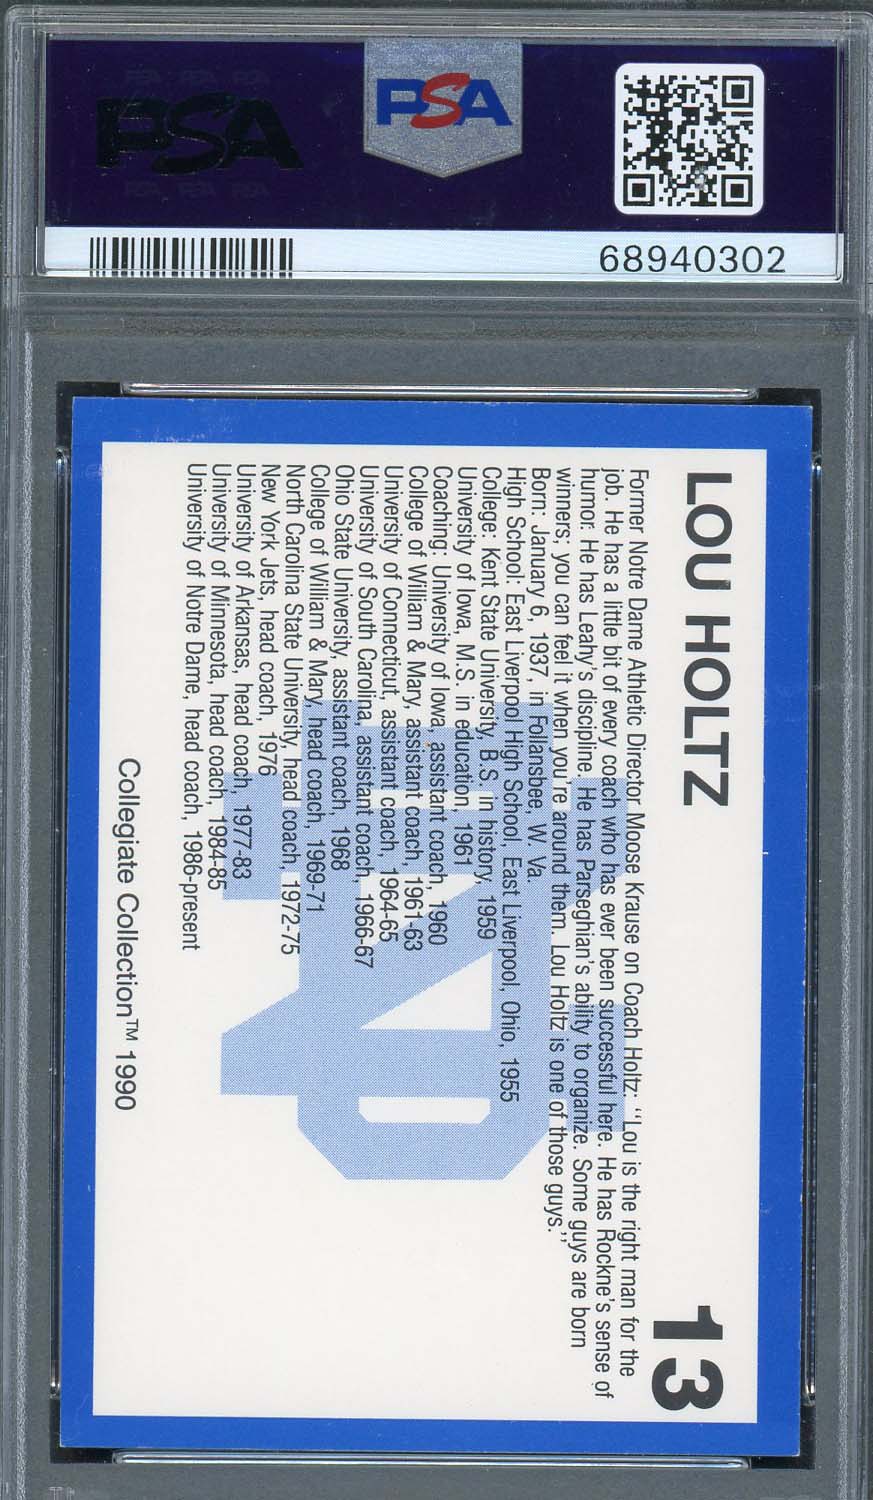 PSA PSA PSA
PSA
PSA PSA PSA
PSA
68940302
LOU HOLTZ
13
Former Notre Dame Athletic Director Moose Krause on Coach Holtz: "Lou is the right man for the
job. He has a little bit of every coach who has ever been successful here. He has Rockne's sense of
humor. He has Leahy's discipline. He has Parseghian's ability to organize. Some guys are born
winners; you can feel it when you're around them. Lou Holtz is one of those guys."
Born: January 6, 1937, in Follansbee, W. Va.
High School: East Liverpool High School, East Liverpool, Ohio, 1955
College: Kent State University, B.S. in history, 1959
University of Iowa, M.S. in education, 1961
Coaching: University of Iowa, assistant coach, 1960
College of William & Mary, assistant coach, 1961-63
University of Connecticut, assistant coach, 1964-65
University of South Carolina, assistant coach, 1966-67
Ohio State University, assistant coach, 1968
College of William & Mary, head coach, 1969-71
North Carolina State University, head coach, 1972-75
New York Jets, head coach, 1976
University of Arkansas, head coach, 1977-83
University of Minnesota, head coach, 1984-85
University of Notre Dame, head coach, 1986-present
Collegiate Collection™ 1990